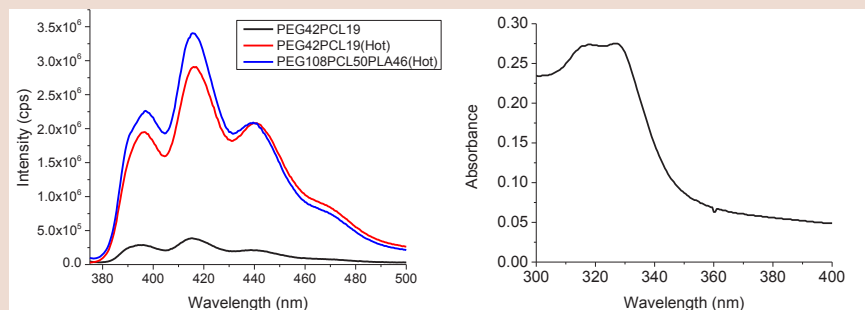 3.5x10⁶
3.0x10⁶
2.5x10⁶
2.0x10⁶
1.5x10⁶
1.0x10⁶
5.0x10⁵
0.0
Intensity (cps)
PEG42PCL19
PEG42PCL19(Hot)
PEG108PCL50PLA46(Hot)
380 400 420 440 460 480 500
Wavelength (nm)
0.30
0.25
0.20
0.15
0.10
0.05
0.00
Absorbance
300 320 340 360 380 400
Wavelength (nm)